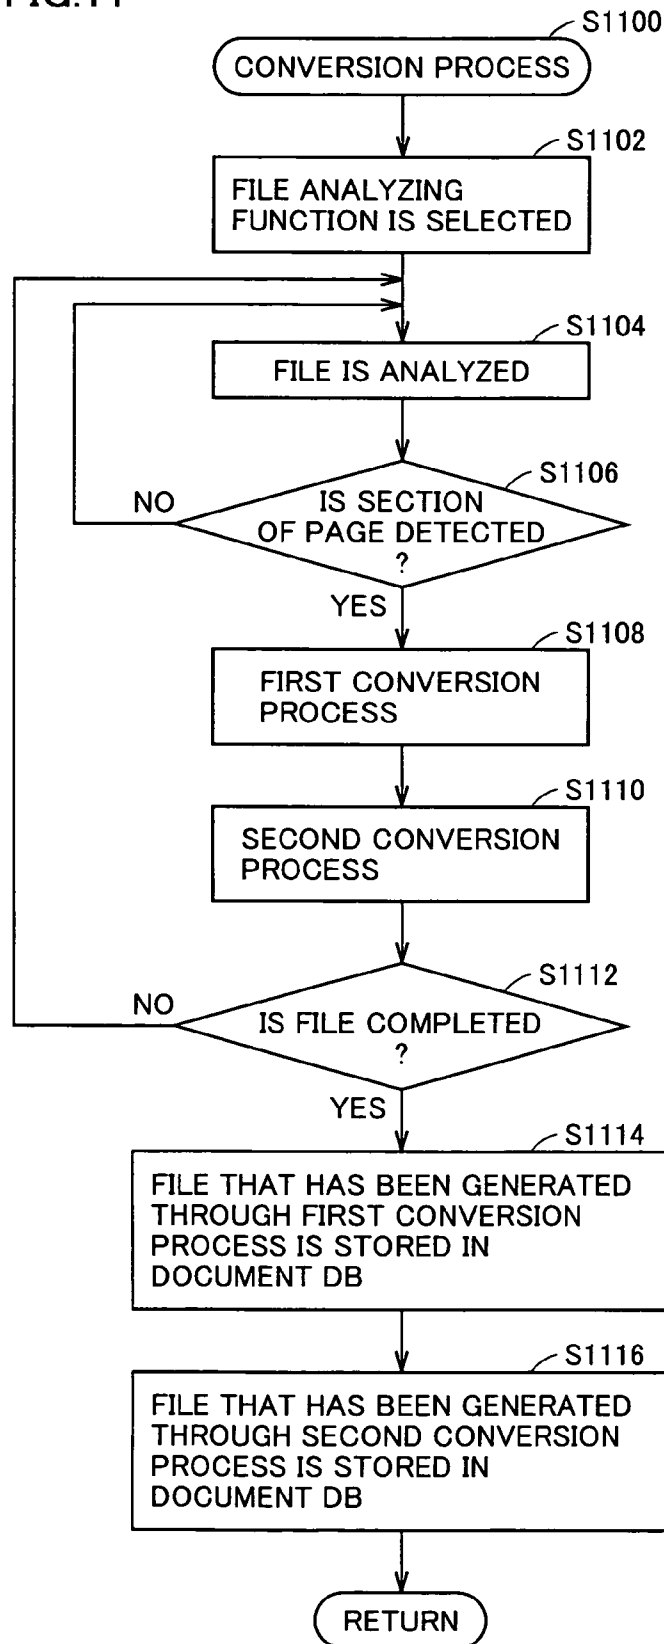 S1100
CONVERSION PROCESS
S1102
FILE ANALYZING
FUNCTION IS SELECTED
S1104
FILE IS ANALYZED
S1106
IS SECTION
OF PAGE DETECTED
?
NO
YES
S1108
FIRST CONVERSION
PROCESS
S1110
SECOND CONVERSION
PROCESS
S1112
IS FILE COMPLETED
?
NO
YES
S1114
FILE THAT HAS BEEN GENERATED
THROUGH FIRST CONVERSION
PROCESS IS STORED IN
DOCUMENT DB
S1116
FILE THAT HAS BEEN GENERATED
THROUGH SECOND CONVERSION
PROCESS IS STORED IN
DOCUMENT DB
RETURN